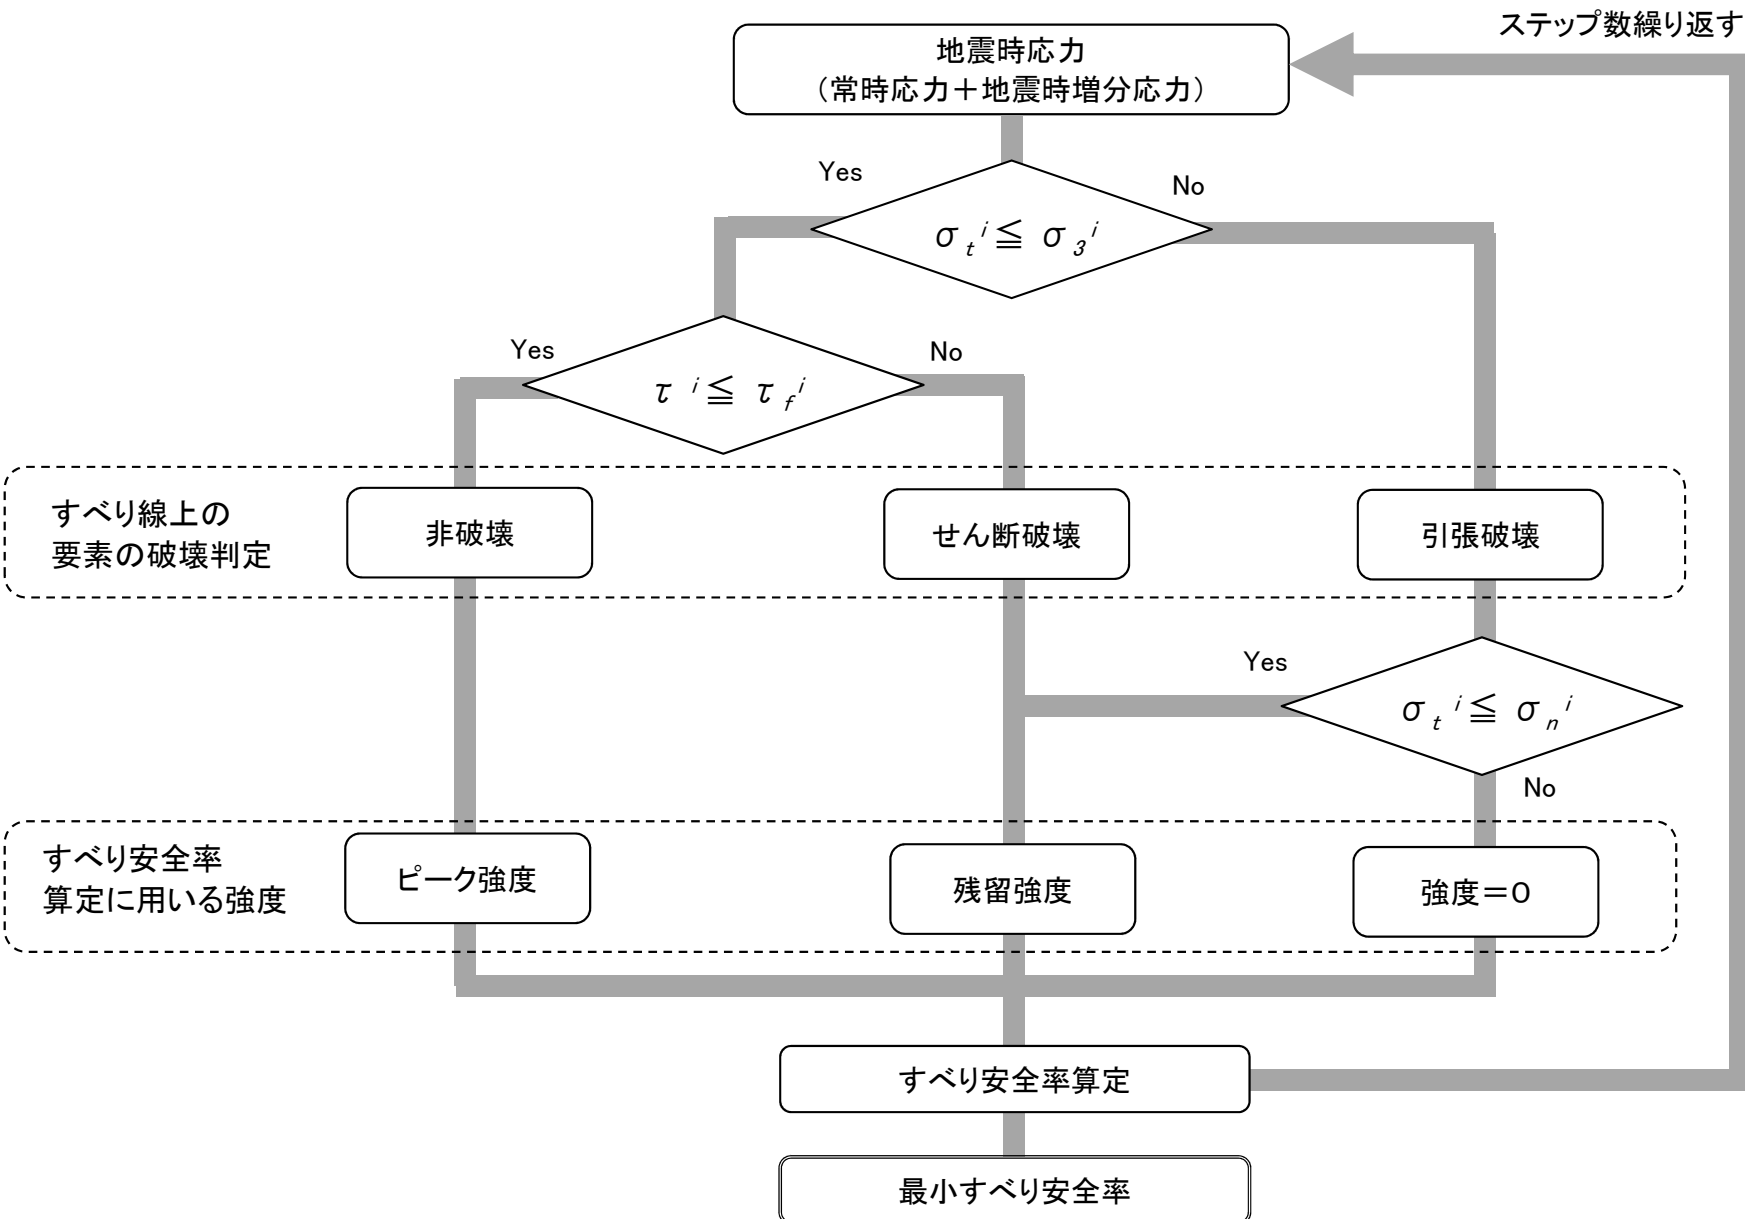 ステップ数繰り返す
地震時応力
（常時応力＋地震時増分応力）
Yes
No
σ_t^i ≦ σ_3^i
Yes
No
τ^i ≦ τ_f^i
すべり線上の
要素の破壊判定
非破壊
せん断破壊
引張破壊
Yes
σ_t^i ≦ σ_n^i
No
すべり安全率
算定に用いる強度
ピーク強度
残留強度
強度＝0
すべり安全率算定
最小すべり安全率